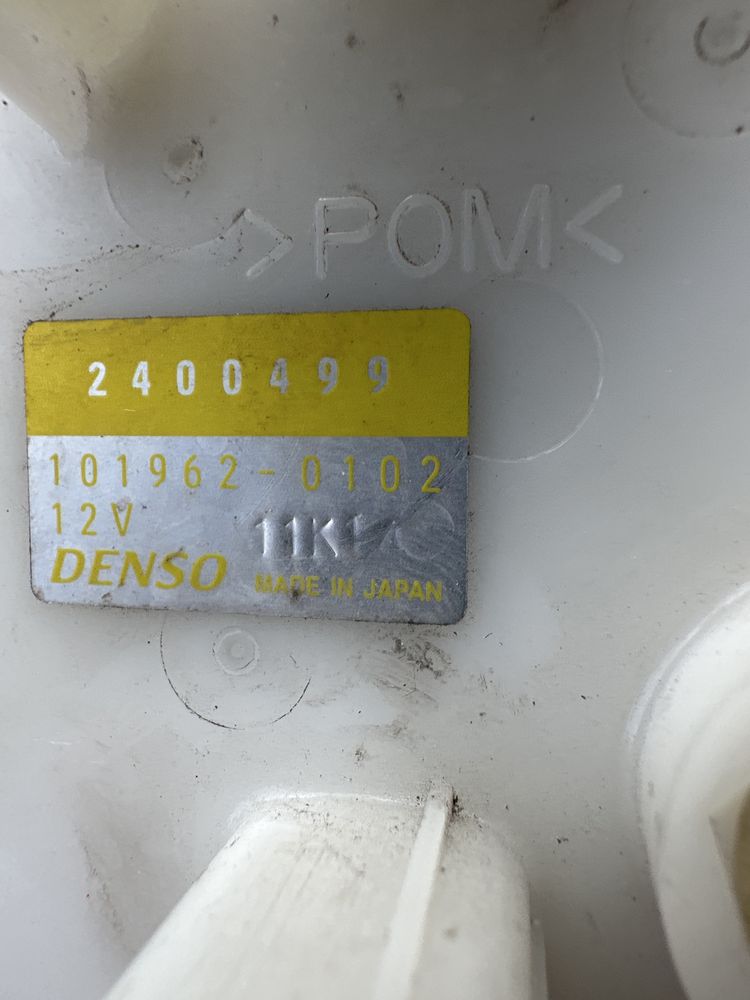 >POM<
2400499
101962-0102
12V
DENSO
MADE IN JAPAN